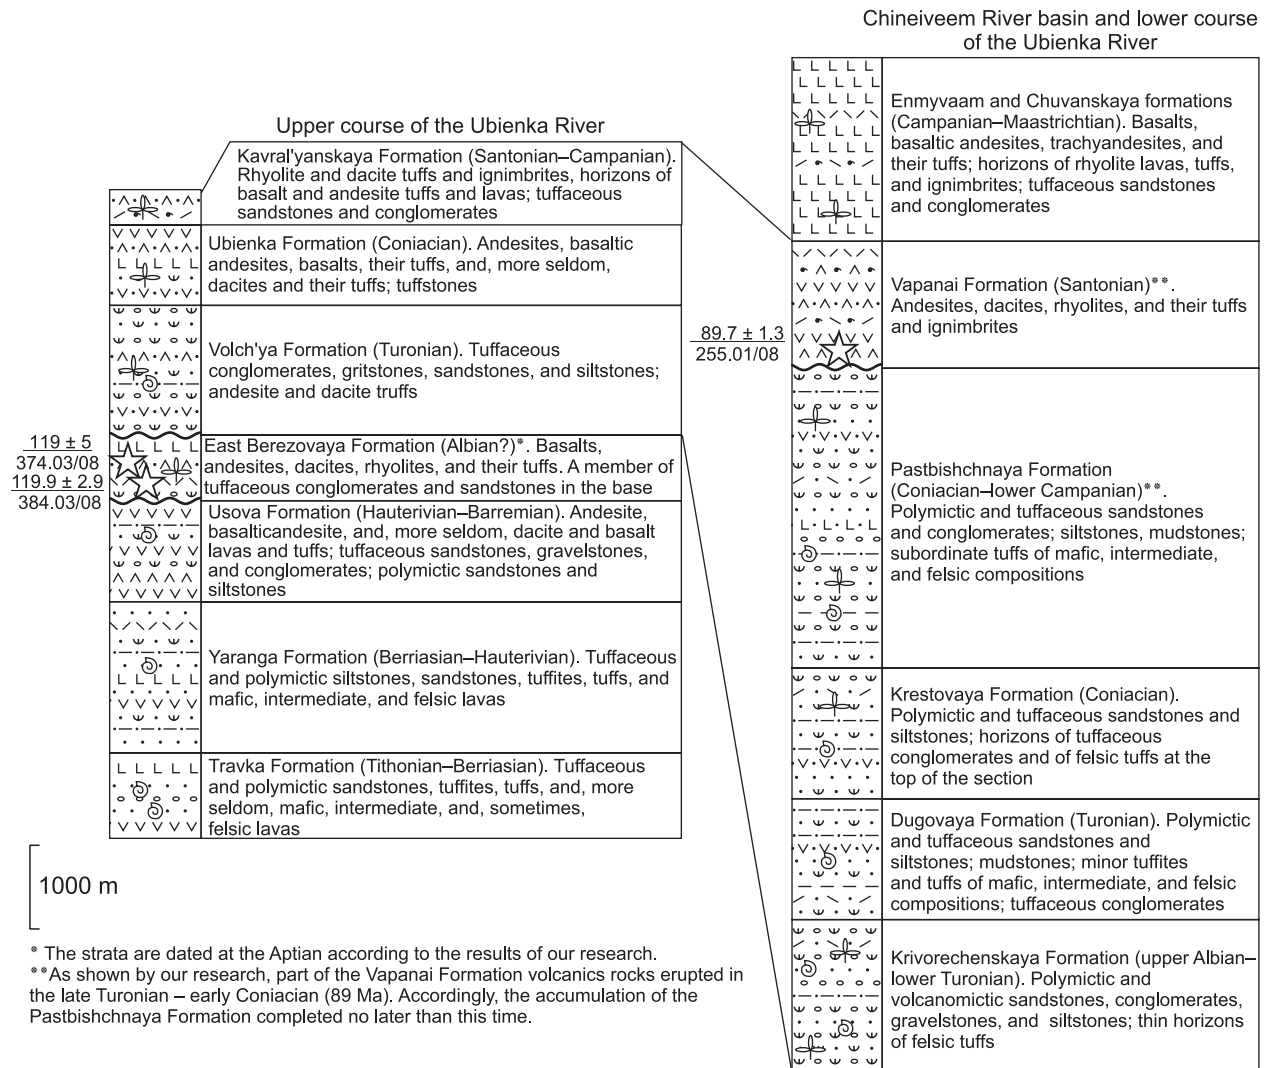 Upper course of the Ubienka River
Kavral'yanskaya Formation (Santonian–Campanian).
Rhyolite and dacite tuffs and ignimbrites, horizons of
basalt and andesite tuffs and lavas; tuffaceous
sandstones and conglomerates
Ubienka Formation (Coniacian). Andesites, basaltic
andesites, basalts, their tuffs, and, more seldom,
dacites and their tuffs; tuffstones
Volch'ya Formation (Turonian). Tuffaceous
conglomerates, gritstones, sandstones, and siltstones;
andesite and dacite truffs
119 ± 5
374.03/08
119.9 ± 2.9
384.03/08
East Berezovaya Formation (Albian?)*. Basalts,
andesites, dacites, rhyolites, and their tuffs. A member of
tuffaceous conglomerates and sandstones in the base
Usova Formation (Hauterivian–Barremian). Andesite,
basalticandesite, and, more seldom, dacite and basalt
lavas and tuffs; tuffaceous sandstones, gravelstones,
and conglomerates; polymictic sandstones and
siltstones
Yaranga Formation (Berriasian–Hauterivian). Tuffaceous
and polymictic siltstones, sandstones, tuffites, tuffs, and
mafic, intermediate, and felsic lavas
Travka Formation (Tithonian–Berriasian). Tuffaceous
and polymictic sandstones, tuffites, tuffs, and, more
seldom, mafic, intermediate, and, sometimes,
felsic lavas
1000 m
Chineiveem River basin and lower course
of the Ubienka River
Enmyvaam and Chuvanskaya formations
(Campanian–Maastrichtian). Basalts,
basaltic andesites, trachyandesites, and
their tuffs; horizons of rhyolite lavas, tuffs,
and ignimbrites; tuffaceous sandstones
and conglomerates
89.7 ± 1.3
255.01/08
Vapanai Formation (Santonian)**.
Andesites, dacites, rhyolites, and their tuffs
and ignimbrites
Pastbishchnaya Formation
(Coniacian–lower Campanian)**.
Polymictic and tuffaceous sandstones
and conglomerates; siltstones, mudstones;
subordinate tuffs of mafic, intermediate,
and felsic compositions
Krestovaya Formation (Coniacian).
Polymictic and tuffaceous sandstones and
siltstones; horizons of tuffaceous
conglomerates and of felsic tuffs at the
top of the section
Dugovaya Formation (Turonian). Polymictic
and tuffaceous sandstones and
siltstones; mudstones; minor tuffites
and tuffs of mafic, intermediate, and felsic
compositions; tuffaceous conglomerates
Krivorechenskaya Formation (upper Albian–
lower Turonian). Polymictic and
volcanomictic sandstones, conglomerates,
gravelstones, and siltstones; thin horizons
of felsic tuffs
* The strata are dated at the Aptian according to the results of our research.
**As shown by our research, part of the Vapanai Formation volcanics rocks erupted in
the late Turonian – early Coniacian (89 Ma). Accordingly, the accumulation of the
Pastbishchnaya Formation completed no later than this time.